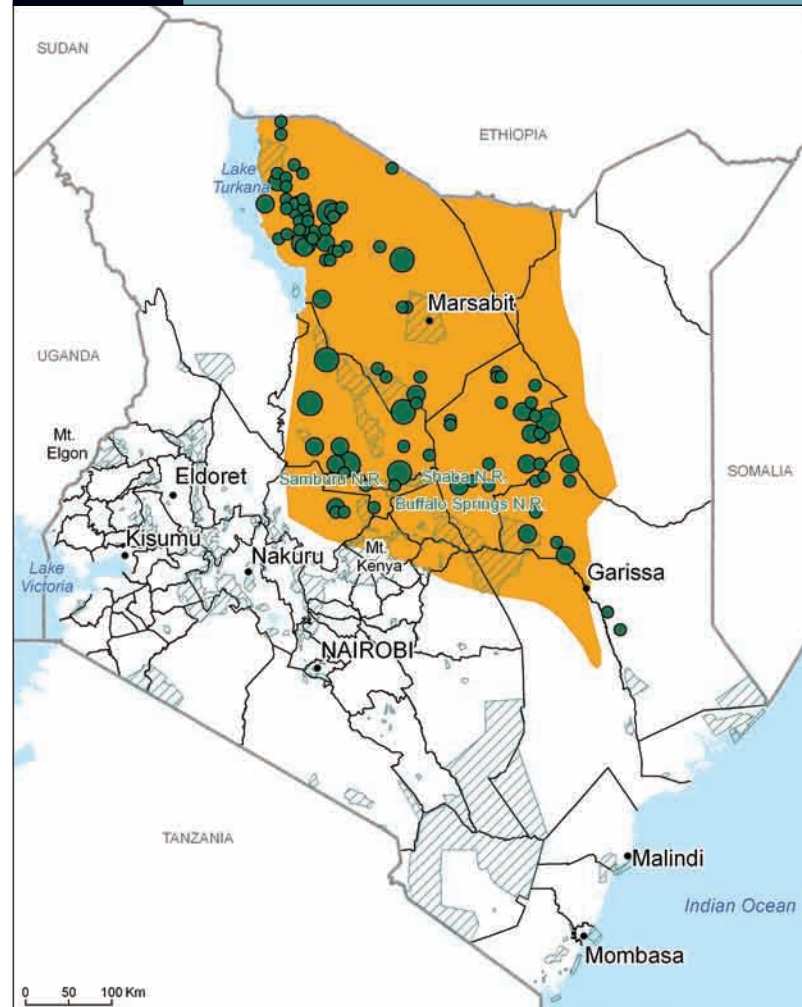 SUDAN
ETHIOPIA
Lake
Turkana
Marsabit
UGANDA
Mt.
Elgon
Eldoret
SOMALIA
Samburu N.R.
Shaba N.R.
Buffalo Springs N.R.
Kisumu
Nakuru
Mt.
Kenya
Lake
Victoria
Garissa
NAIROBI
TANZANIA
Malindi
Indian Ocean
Mombasa
0 50 100 Km